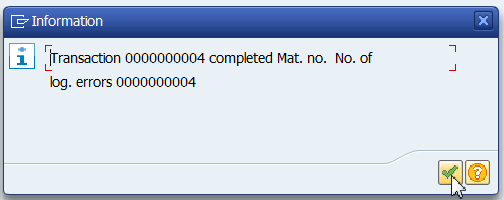 Information
Transaction 0000000004 completed Mat. no.  No. of
log. errors 0000000004